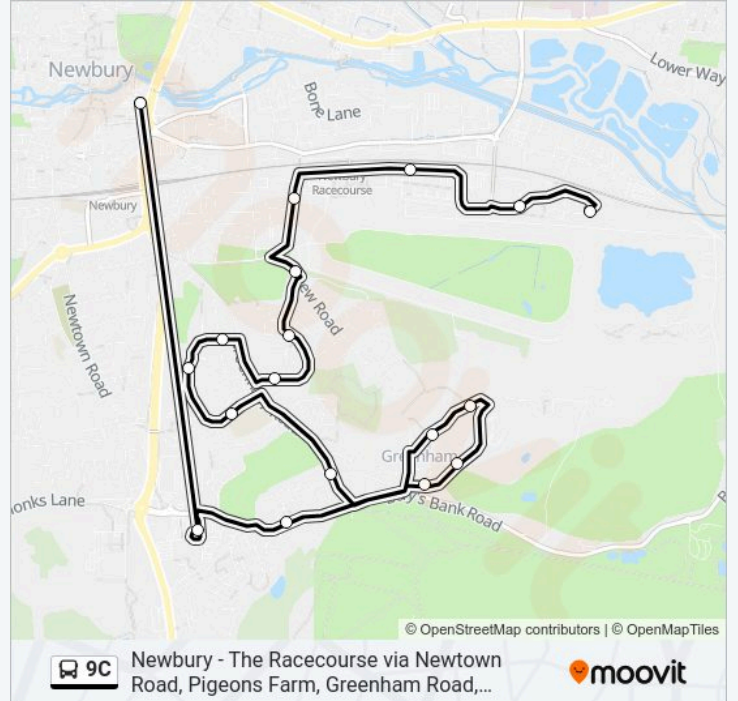 Newbury
Lower Way
Bone Lane
Newbury
Racecourse
Newbury
New Road
Newtown Road
Greenham
onks Lane
Bank Road
© OpenStreetMap contributors | © OpenMapTiles
9C
Newbury - The Racecourse via Newtown
Road, Pigeons Farm, Greenham Road,...
moovit